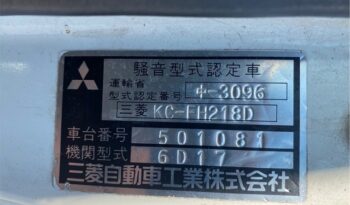 騒音型式認定車
運輸省
型式認定番号 中-3096
三菱 KC-FH218D
車台番号 501081
機関型式 6D17
三菱自動車工業株式会社